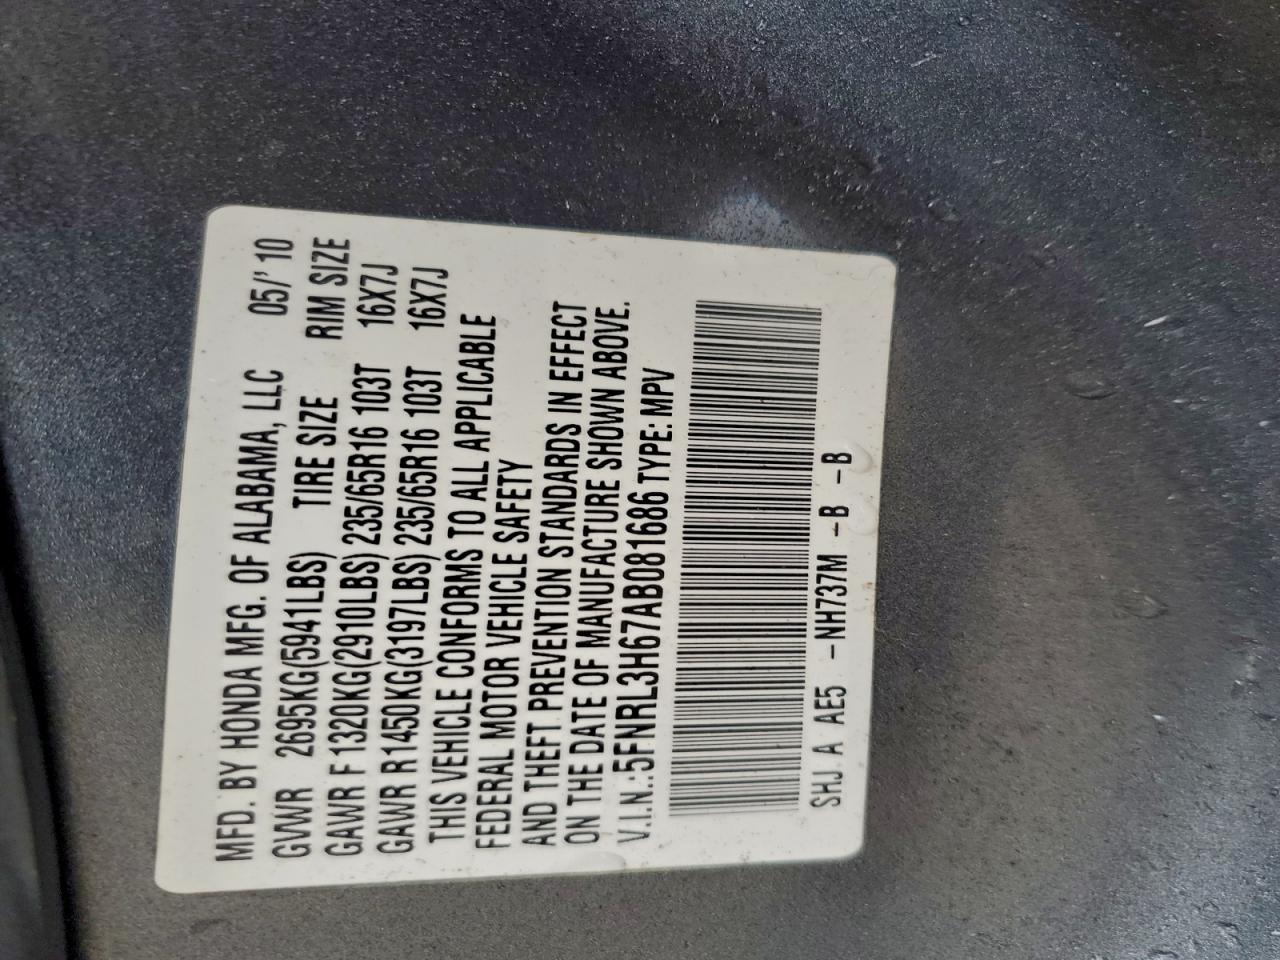 MFD. BY HONDA MFG. OF ALABAMA, LLC 05/' 10
GVWR 2695KG(5941LBS) TIRE SIZE RIM SIZE
GAWR F 1320KG(2910LBS) 235/65R16 103T 16X7J
GAWR R1450KG(3197LBS) 235/65R16 103T 16X7J
THIS VEHICLE CONFORMS TO ALL APPLICABLE
FEDERAL MOTOR VEHICLE SAFETY
AND THEFT PREVENTION STANDARDS IN EFFECT
ON THE DATE OF MANUFACTURE SHOWN ABOVE.
V.I.N.:5FNRL3H67AB081686 TYPE: MPV
SHJ A AE5 -NH737M -B -B